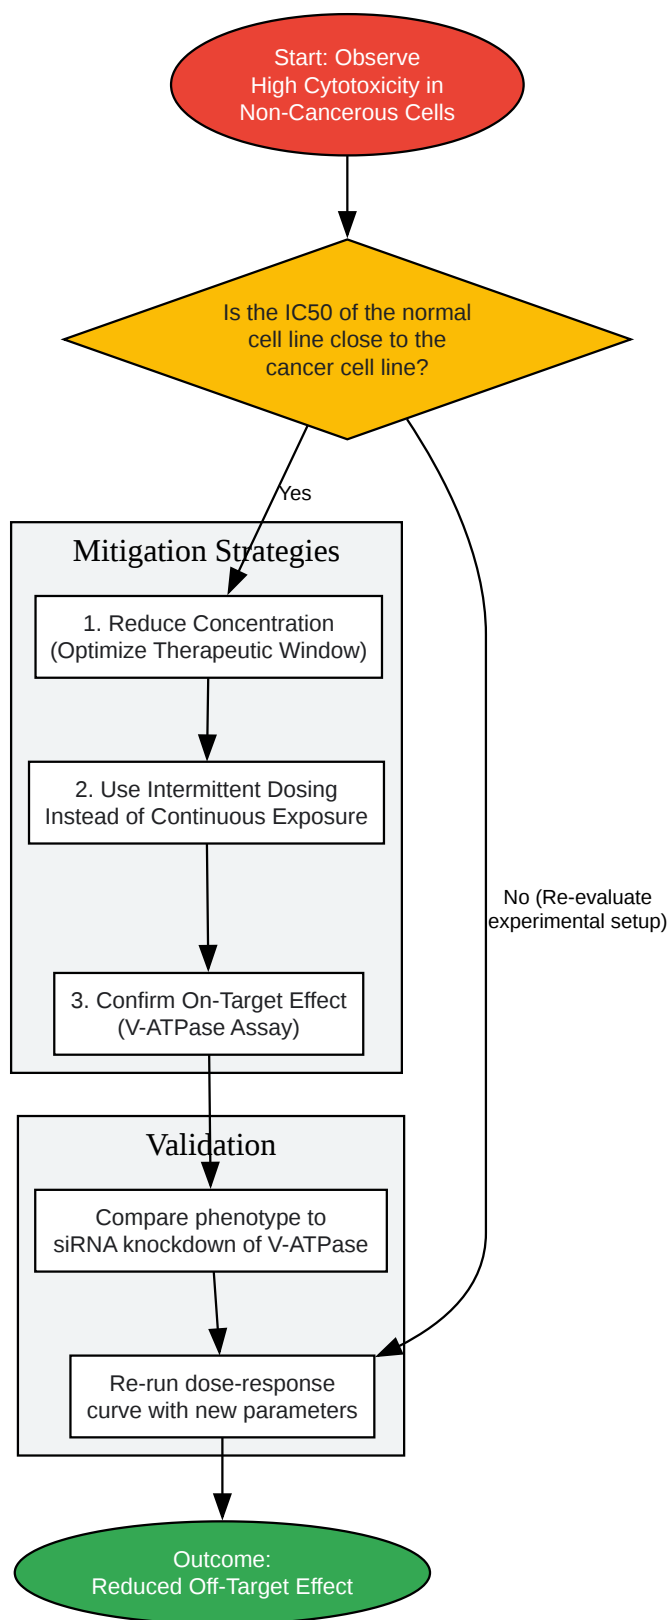 Start: Observe
High Cytotoxicity in
Non-Cancerous Cells
Is the IC50 of the normal
cell line close to the
cancer cell line?
Yes
Mitigation Strategies
1. Reduce Concentration
(Optimize Therapeutic Window)
2. Use Intermittent Dosing
Instead of Continuous Exposure
No (Re-evaluate
experimental setup)
3. Confirm On-Target Effect
(V-ATPase Assay)
Validation
Compare phenotype to
siRNA knockdown of V-ATPase
Re-run dose-response
curve with new parameters
Outcome:
Reduced Off-Target Effect